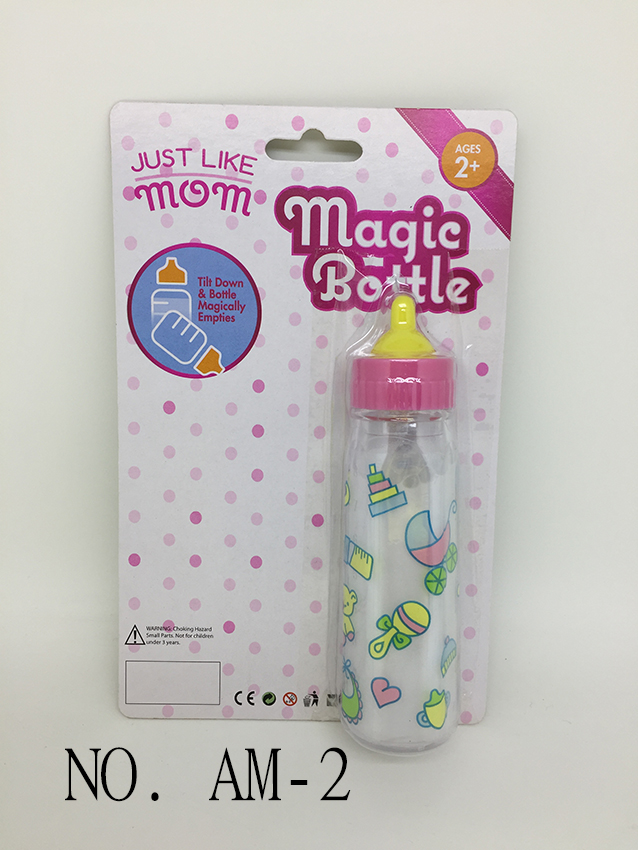 JUST LIKE
mom
AGES
2+
Magic
Bottle
Tilt Down
& Bottle
Magically
Empties
WARNING: Choking Hazard
Small Parts. Not for children
under 3 years.
CE
NO. AM-2